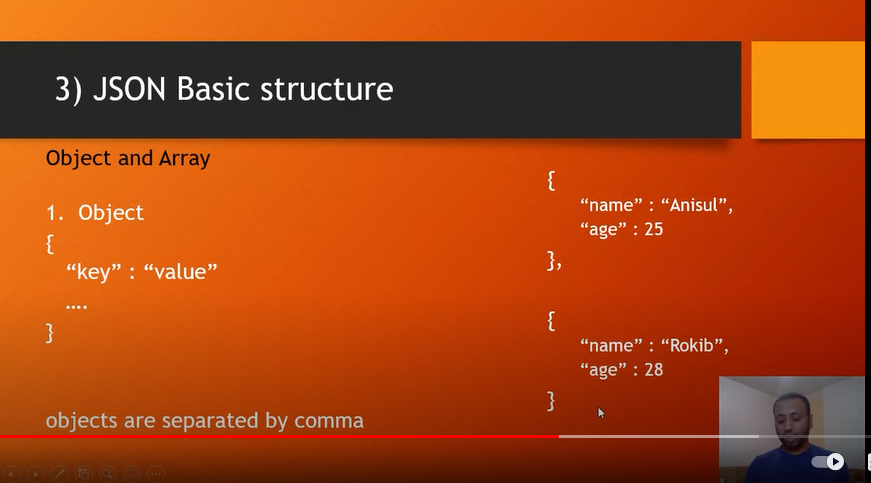 3) JSON Basic structure
Object and Array
1. Object
{
“key” : “value”
....
}
objects are separated by comma
{
“name” : “Anisul”,
“age” : 25
},
{
“name” : “Rokib”,
“age” : 28
}